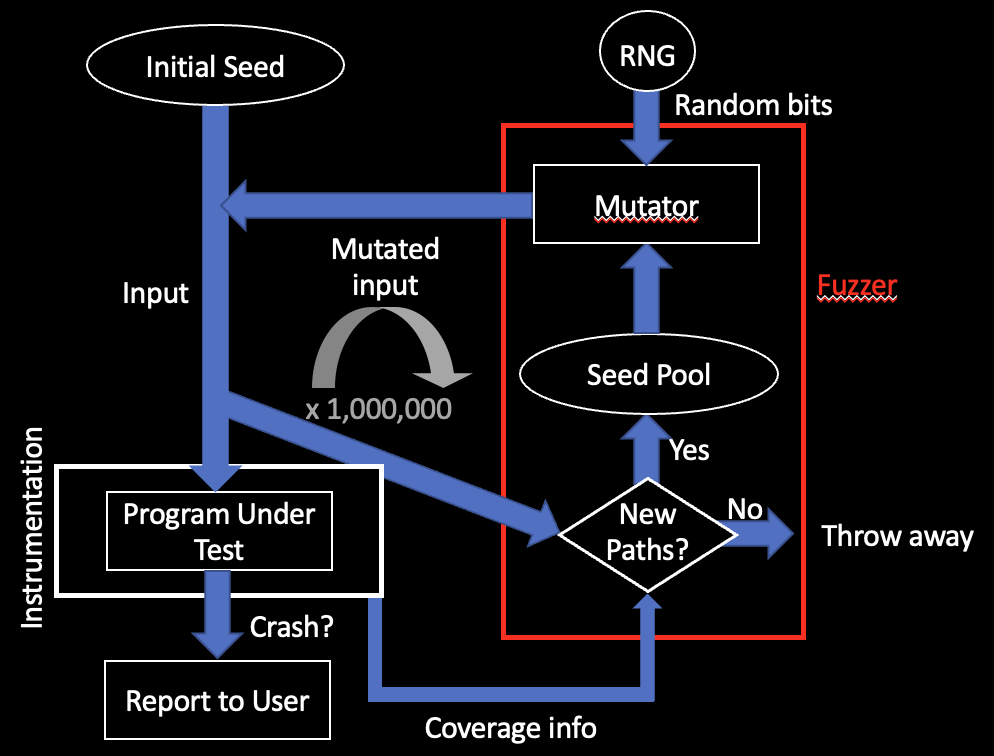 Initial Seed
RNG
Random bits
Mutator
Mutated
input
Input
Fuzzer
Seed Pool
x 1,000,000
Yes
Instrumentation
Program Under
Test
New
Paths?
No
Throw away
Crash?
Report to User
Coverage info